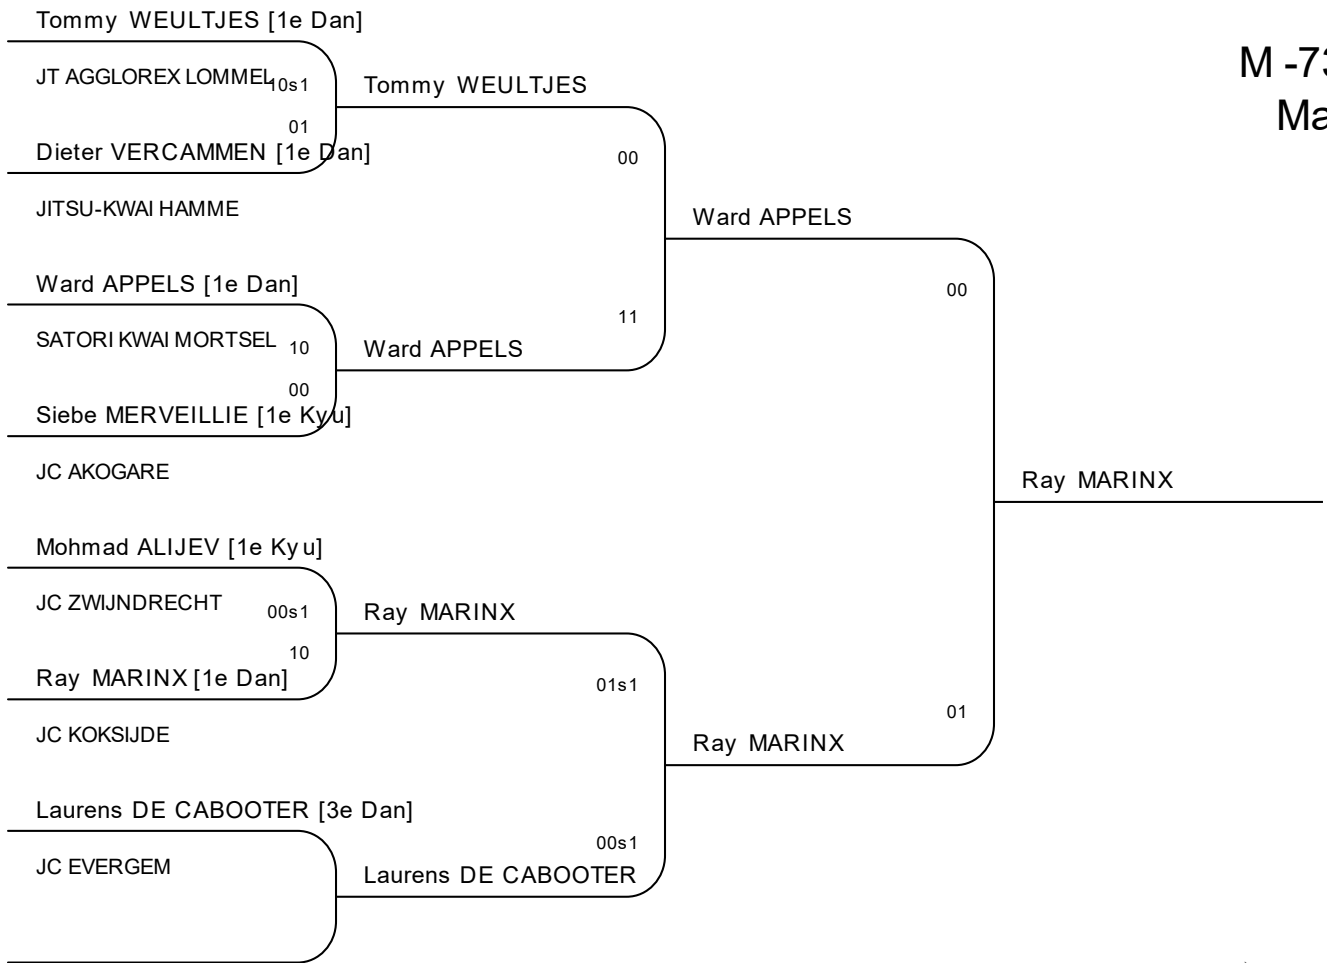 Tommy WEULTJES [1e Dan]
M -73
Ma
JT AGGLOREX LOMMEL
10s1
Tommy WEULTJES
01
Dieter VERCAMMEN [1e Dan]
00
JITSU-KWAI HAMME
Ward APPELS
Ward APPELS [1e Dan]
00
11
SATORI KWAI MORTSEL
10
Ward APPELS
00
Siebe MERVEILLIE [1e Kyu]
JC AKOGARE
Ray MARINX
Mohmad ALIJEV [1e Kyu]
JC ZWIJNDRECHT
00s1
Ray MARINX
10
Ray MARINX [1e Dan]
01s1
01
JC KOKSIJDE
Ray MARINX
Laurens DE CABOOTER [3e Dan]
00s1
JC EVERGEM
Laurens DE CABOOTER